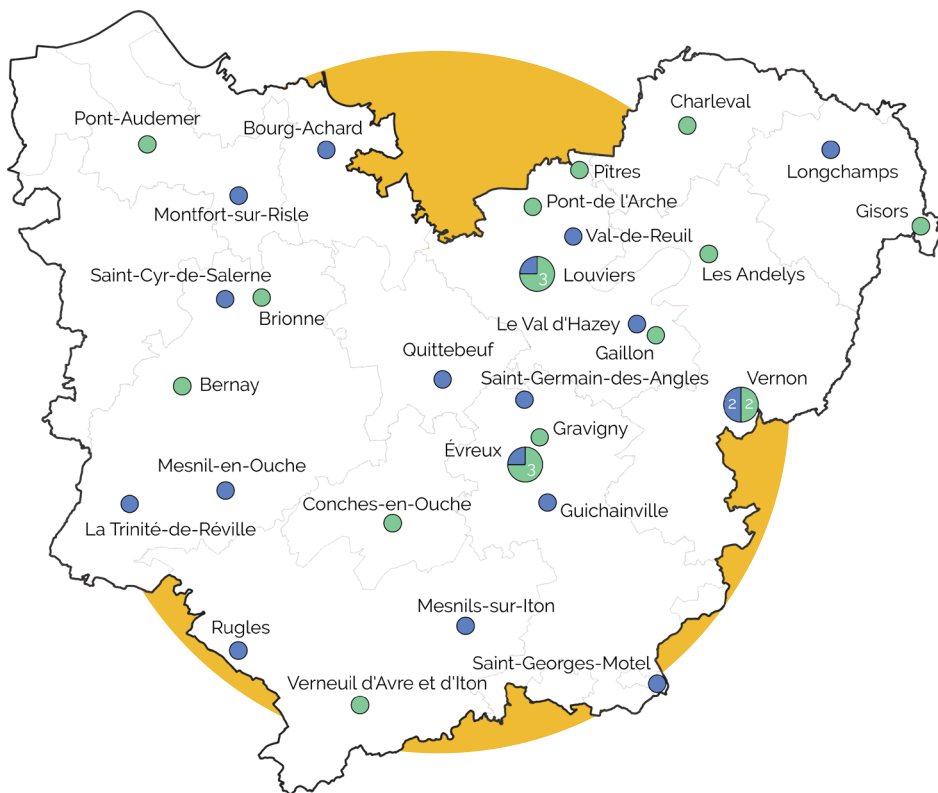 Charleval
Pont-Audemer
Bourg-Achard
Longchamps
Pîtres
Pont-de l'Arche
Montfort-sur-Risle
Gisors
Val-de-Reuil
Saint-Cyr-de-Salerne
3
Louviers
Les Andelys
Brionne
Le Val d'Hazey
Gaillon
Quittebeuf
Saint-Germain-des-Angles
Vernon
Bernay
2
2
Gravigny
Évreux
3
Mesnil-en-Ouche
Conches-en-Ouche
Guichainville
La Trinité-de-Réville
Mesnils-sur-Iton
Rugles
Saint-Georges-Motel
Verneuil d'Avre et d'Iton